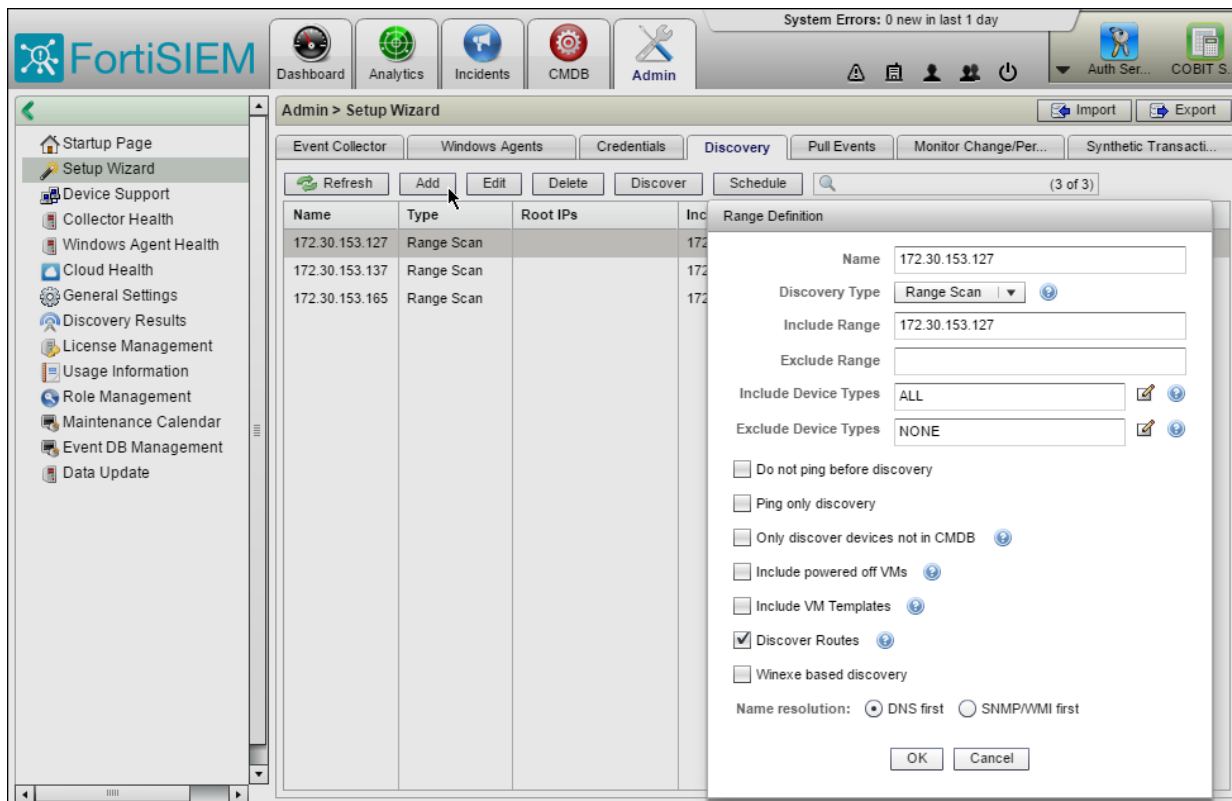 System Errors: 0 new in last 1 day
FortiSIEM
Dashboard
Analytics
Incidents
CMDB
Admin
Auth Ser...
COBIT S.
Startup Page
Setup Wizard
Device Support
Collector Health
Windows Agent Health
Cloud Health
General Settings
Discovery Results
License Management
Usage Information
Role Management
Maintenance Calendar
Event DB Management
Data Update
Admin > Setup Wizard
Import
Export
Event Collector
Windows Agents
Credentials
Discovery
Pull Events
Monitor Change/Per...
Synthetic Transacti...
Refresh
Add
Edit
Delete
Discover
Schedule
(3 of 3)
Name Type Root IPs Inc
172.30.153.127 Range Scan 172
172.30.153.137 Range Scan 172
172.30.153.165 Range Scan 172
Range Definition
Name 172.30.153.127
Discovery Type Range Scan
Include Range 172.30.153.127
Exclude Range
Include Device Types ALL
Exclude Device Types NONE
Do not ping before discovery
Ping only discovery
Only discover devices not in CMDB
Include powered off VMs
Include VM Templates
Discover Routes
Winexe based discovery
Name resolution: DNS first SNMP/WMI first
OK Cancel